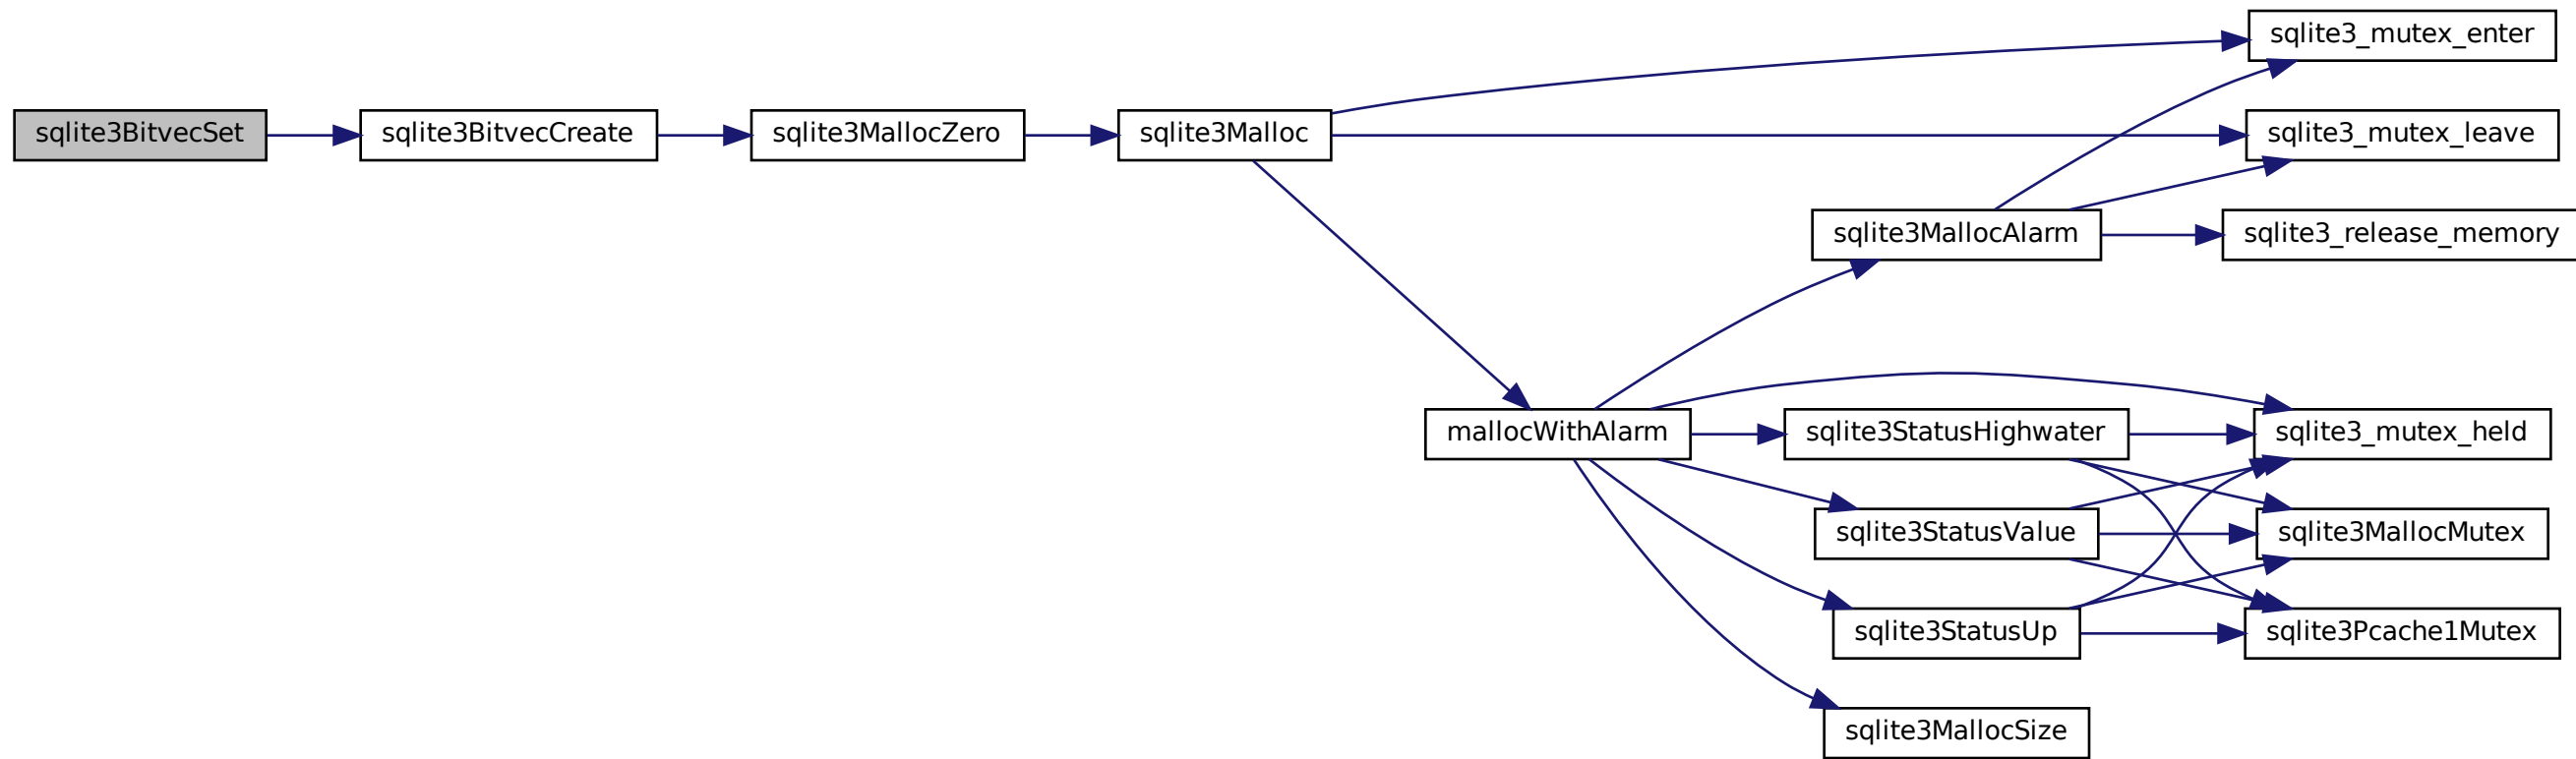 sqlite3BitvecSet
sqlite3BitvecCreate
sqlite3MallocZero
sqlite3Malloc
sqlite3_mutex_enter
sqlite3_mutex_leave
sqlite3MallocAlarm
sqlite3_release_memory
mallocWithAlarm
sqlite3StatusHighwater
sqlite3_mutex_held
sqlite3StatusValue
sqlite3MallocMutex
sqlite3StatusUp
sqlite3Pcache1Mutex
sqlite3MallocSize